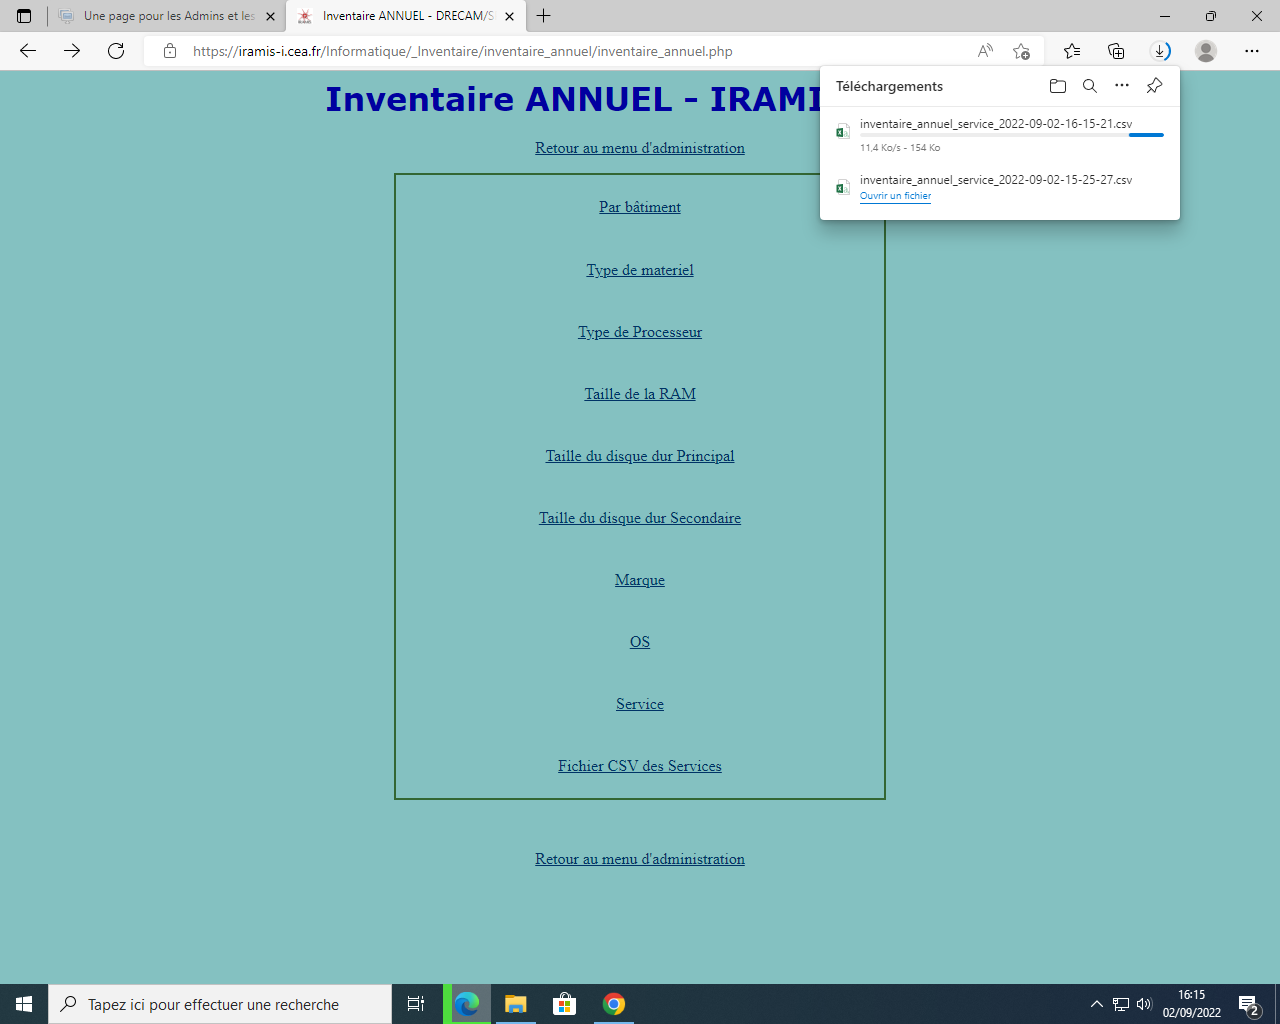 Une page pour les Admins et les
Inventaire ANNUEL - DRECAM/S
https://iramis-i.cea.fr/Informatique/_Inventaire/inventaire_annuel/inventaire_annuel.php
Téléchargements
inventaire_annuel_service_2022-09-02-16-15-21.csv
11,4 Ko/s - 154 Ko
inventaire_annuel_service_2022-09-02-15-25-27.csv
Ouvrir un fichier
Inventaire ANNUEL - IRAMI
Retour au menu d'administration
Par bâtiment
Type de materiel
Type de Processeur
Taille de la RAM
Taille du disque dur Principal
Taille du disque dur Secondaire
Marque
OS
Service
Fichier CSV des Services
Retour au menu d'administration
Tapez ici pour effectuer une recherche
16:15
02/09/2022
2